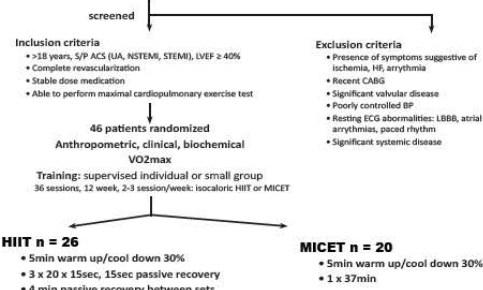 screened
Inclusion criteria
• >18 years, S/P ACS (UA, NSTEMI, STEMI), LVEF ≥ 40%
• Complete revascularization
• Stable dose medication
• Able to perform maximal cardiopulmonary exercise test
Exclusion criteria
• Presence of symptoms suggestive of
ischemia, HF, arrythmia
• Recent CABG
• Significant valvular disease
• Poorly controlled BP
• Resting ECG abormalities: LBBB, atrial
arrythmias, paced rhythm
• Significant systemic disease
46 patients randomized
Anthropometric, clinical, biochemical
VO2max
Training: supervised individual or small group
36 sessions, 12 week, 2-3 session/week: isocaloric HIIT or MICET
HIIT n = 26
• 5min warm up/cool down 30%
• 3 x 20 x 15sec, 15sec passive recovery
• 4 min passive recovery between sets
MICET n = 20
• 5min warm up/cool down 30%
• 1 x 37min